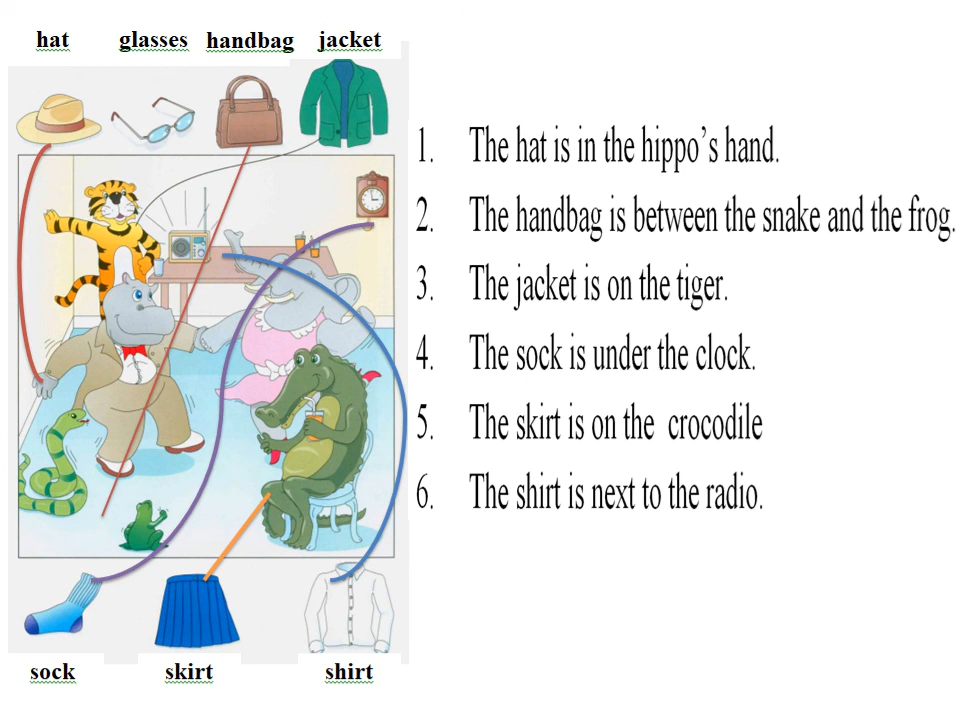 hat glasses handbag jacket
1. The hat is in the hippo's hand.
2. The handbag is between the snake and the frog.
3. The jacket is on the tiger.
4. The sock is under the clock.
5. The skirt is on the crocodile
6. The shirt is next to the radio.
sock skirt shirt